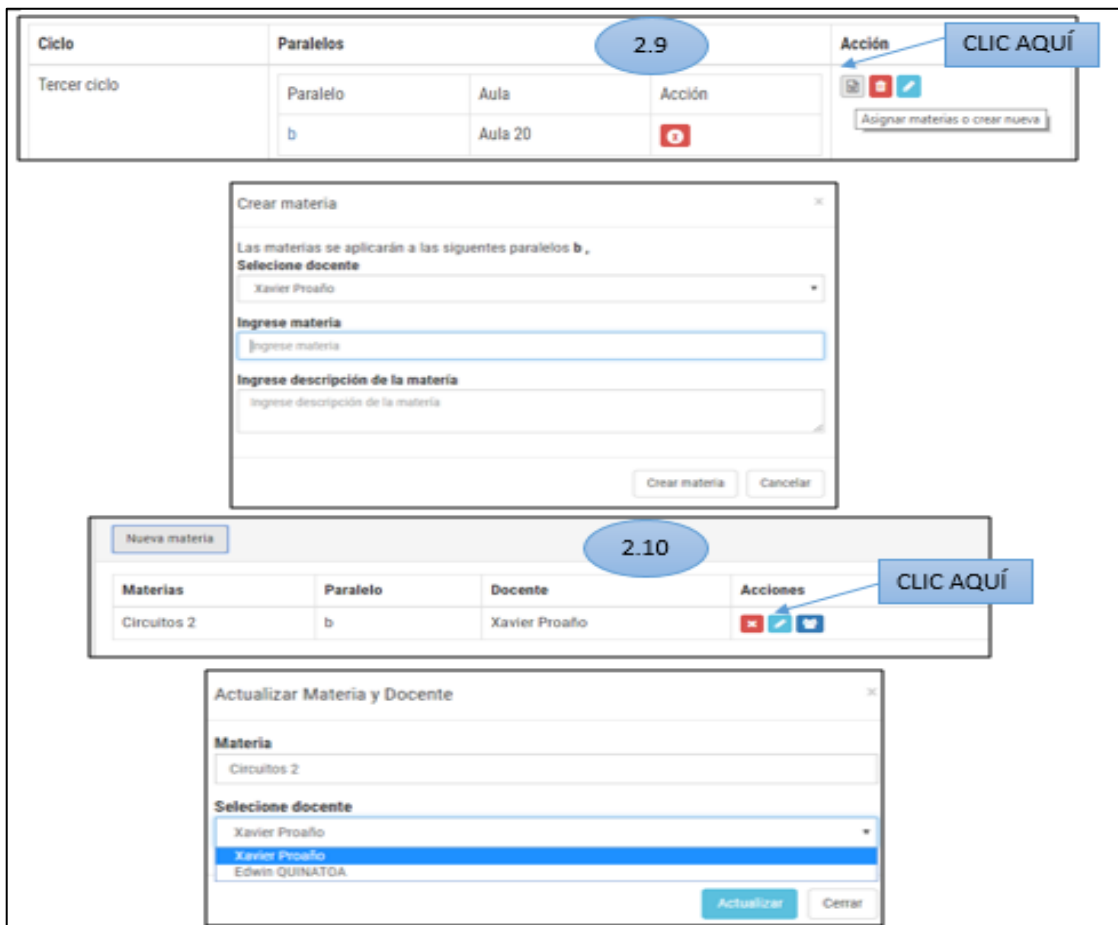 Ciclo Paralelos 2.9 Acción CLIC AQUÍ
Tercer ciclo Paralelo Aula Acción
Asignar materias o crear nueva
b Aula 20
Crear materia ×
Las materias se aplicarán a las siguentes paralelos b ,
Selecione docente
Xavier Proaño
Ingrese materia
Ingrese materia
Ingrese descripción de la matería
Ingrese descripción de la matería
Crear materia Cancelar
Nueva materia 2.10
CLIC AQUÍ
Materias Paralelo Docente Acciones
Circuitos 2 b Xavier Proaño
Actualizar Materia y Docente ×
Materia
Circuitos 2
Selecione docente
Xavier Proaño
Xavier Proaño
Edwin QUINATOA
Actualizar Cerrar